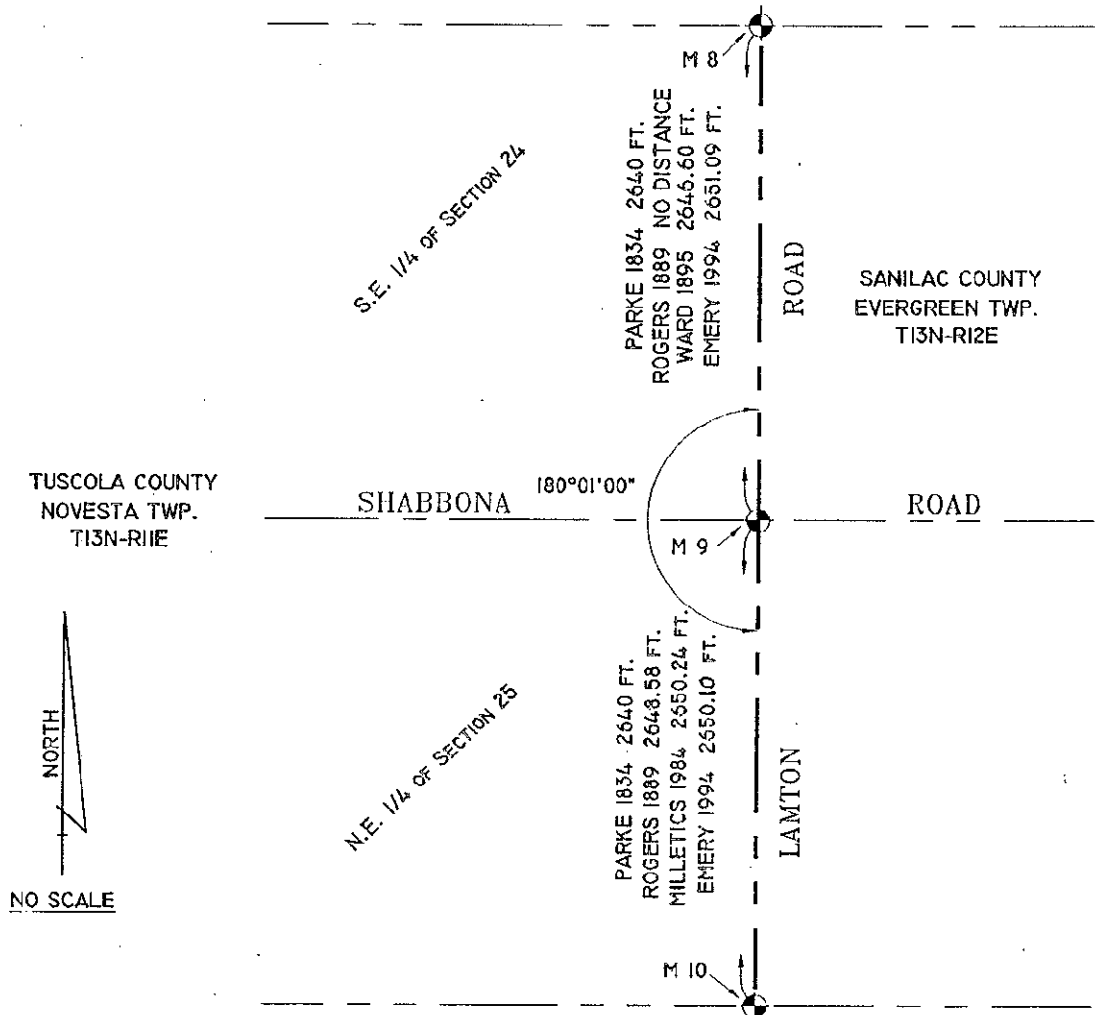 M 8
PARKE 1834 2640 FT.
ROGERS 1889 NO DISTANCE
WARD 1895 2646.60 FT.
EMERY 1994 2651.09 FT.
ROAD
S.E. 1/4 OF SECTION 24
SANILAC COUNTY
EVERGREEN TWP.
T13N-R12E
TUSCOLA COUNTY
NOVESTA TWP.
T13N-R11E
SHABBONA
180°01'00"
ROAD
M 9
PARKE 1834 2640 FT.
ROGERS 1889 2648.58 FT.
MILLETICS 1984 2650.24 FT.
EMERY 1994 2650.10 FT.
LAMTON
N.E. 1/4 OF SECTION 25
NORTH
NO SCALE
M 10